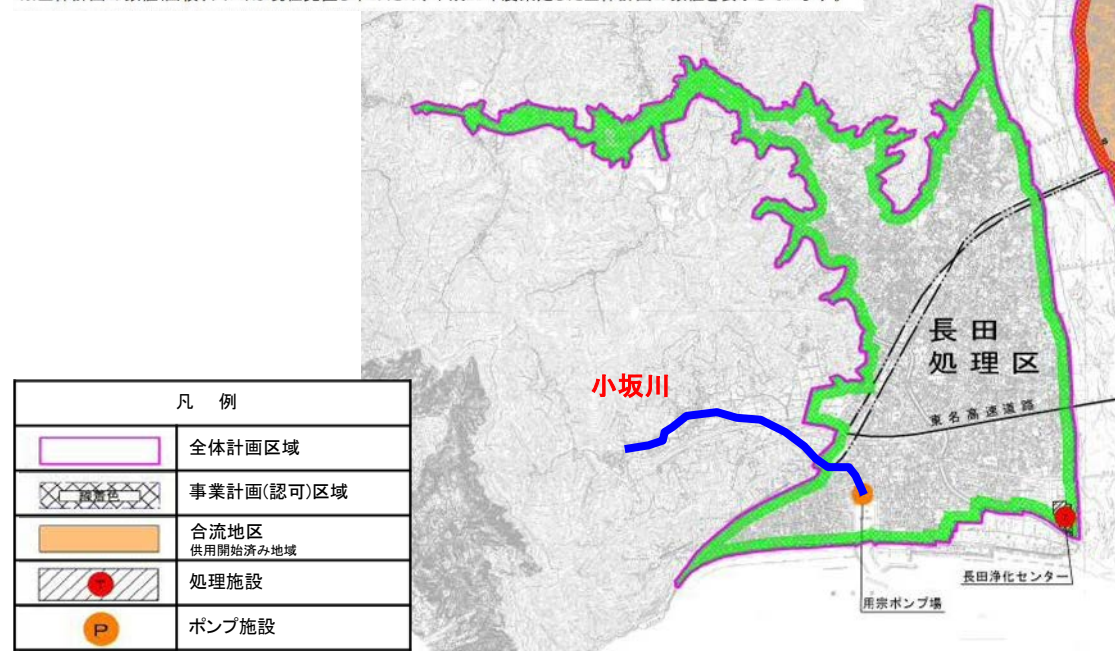 長田
処理区
小坂川
東名高速道路
長田浄化センター
用宗ポンプ場
凡 例
全体計画区域
事業計画(認可)区域
合流地区
供用開始済み地域
T
処理施設
P
ポンプ施設